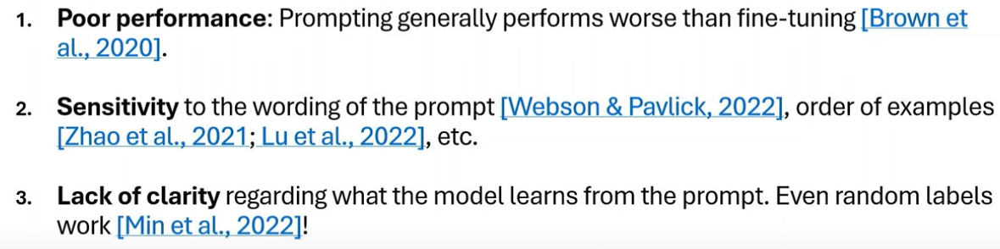 1. Poor performance: Prompting generally performs worse than fine-tuning [Brown et
al., 2020].
2. Sensitivity to the wording of the prompt [Webson & Pavlick, 2022], order of examples
[Zhao et al., 2021; Lu et al., 2022], etc.
3. Lack of clarity regarding what the model learns from the prompt. Even random labels
work [Min et al., 2022]!